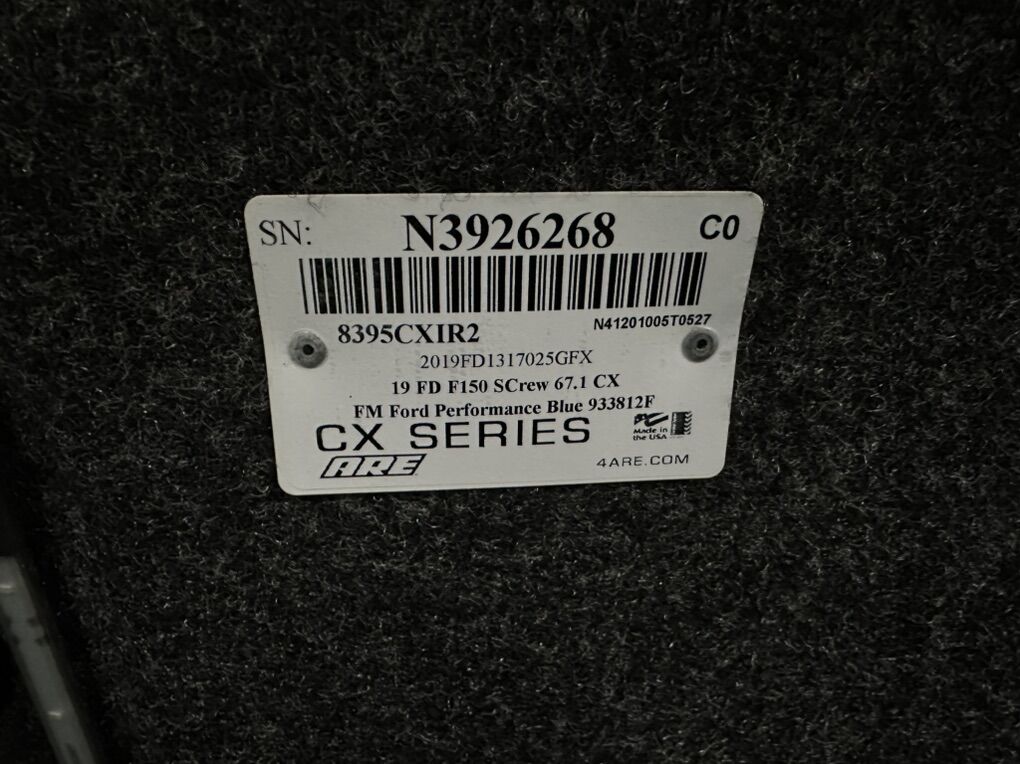 SN: N3926268 C0
8395CXIR2 N41201005T0527
2019FD1317025GFX
19 FD F150 SCrew 67.1 CX
FM Ford Performance Blue 933812F
CX SERIES
Made in
the USA
ARE 4ARE.COM